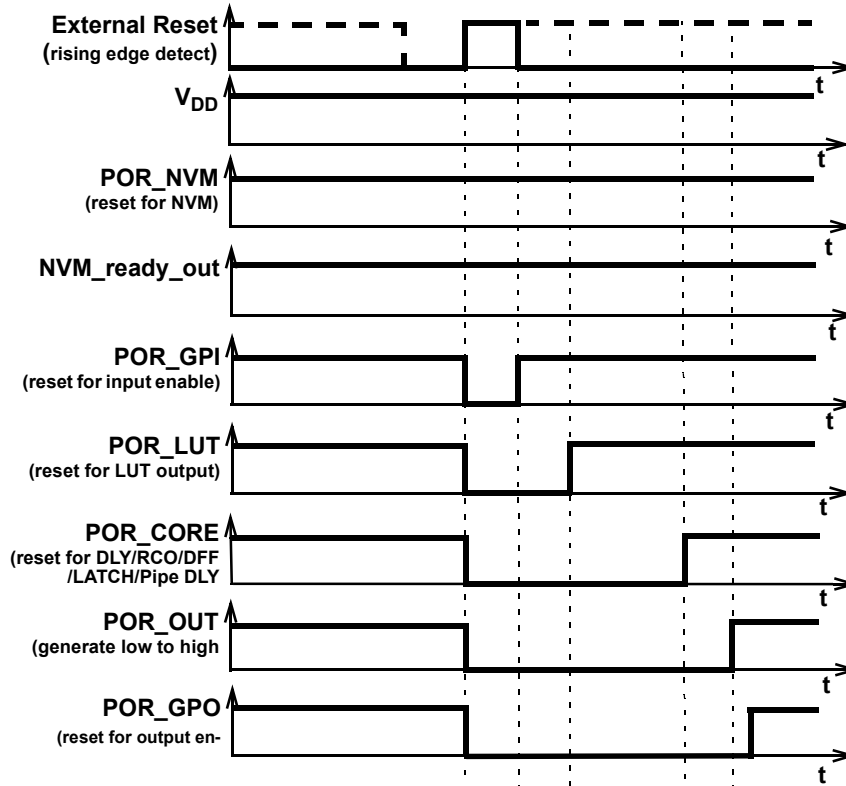 External Reset
(rising edge detect)
t
VDD
t
POR_NVM
(reset for NVM)
t
NVM_ready_out
t
POR_GPI
(reset for input enable)
t
POR_LUT
(reset for LUT output)
t
POR_CORE
(reset for DLY/RCO/DFF
/LATCH/Pipe DLY
t
POR_OUT
(generate low to high
t
POR_GPO
(reset for output en-
t